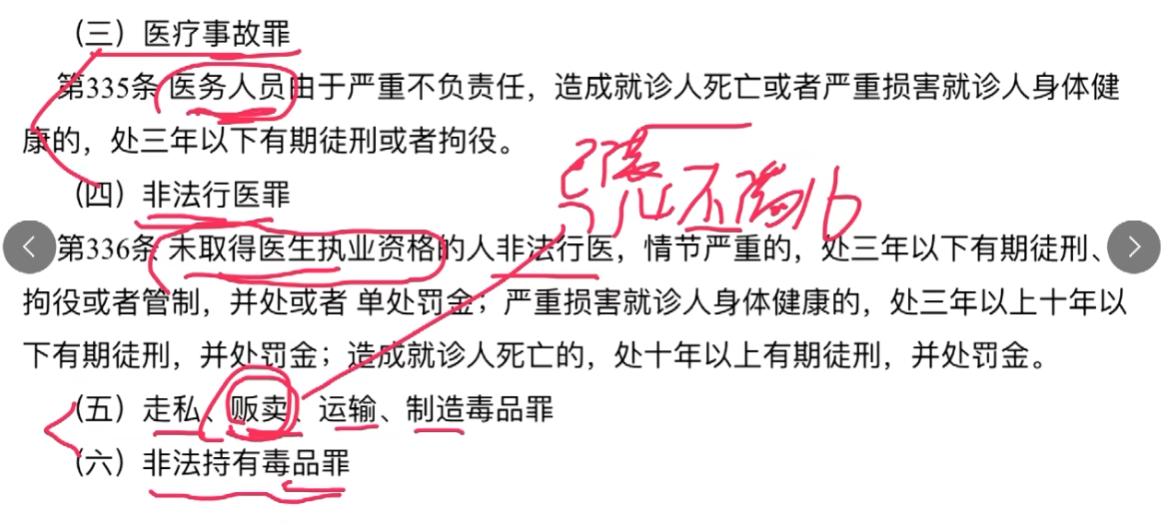 （三）医疗事故罪
第335条 医务人员由于严重不负责任，造成就诊人死亡或者严重损害就诊人身体健
康的，处三年以下有期徒刑或者拘役。
（四）非法行医罪
已满14不满16
第336条 未取得医生执业资格的人非法行医，情节严重的，处三年以下有期徒刑、
拘役或者管制，并处或者 单处罚金；严重损害就诊人身体健康的，处三年以上十年以
下有期徒刑，并处罚金；造成就诊人死亡的，处十年以上有期徒刑，并处罚金。
（五）走私、贩卖、运输、制造毒品罪
（六）非法持有毒品罪